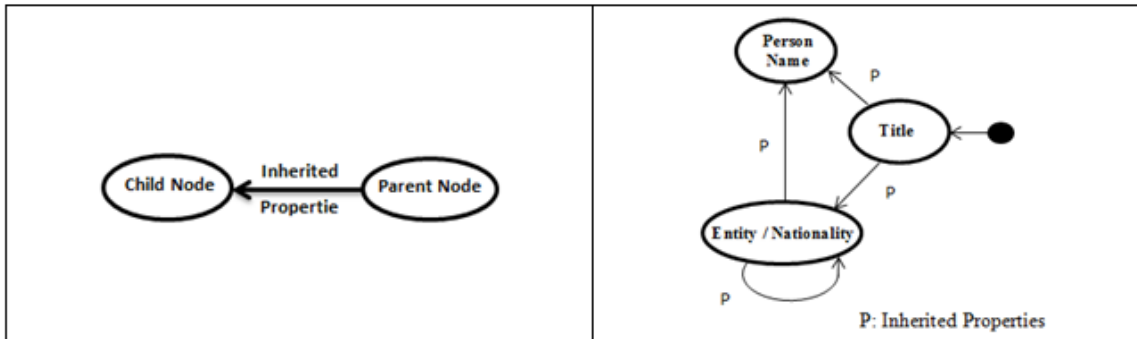 Child Node
Inherited
Propertie
Parent Node
Person
Name
P
Title
P
P
Entity / Nationality
P
P: Inherited Properties